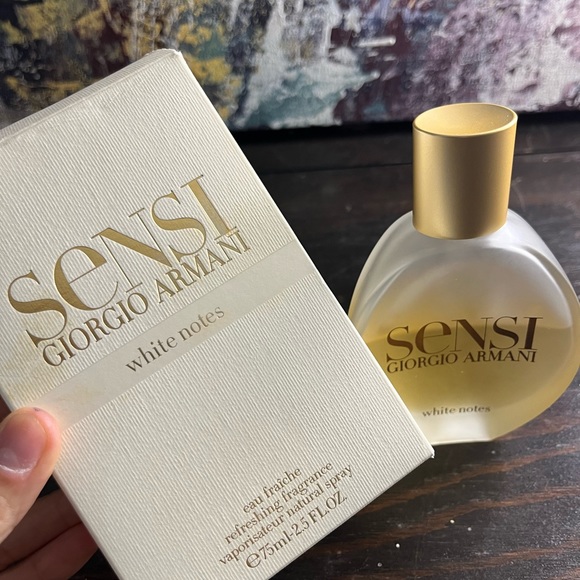 SeNSI
GIORGIO ARMANI
white notes
eau fraîche
refreshing fragrance
vaporisateur natural spray
℮75ml-2.5 FL.OZ.
SeNSI
GIORGIO ARMANI
white notes